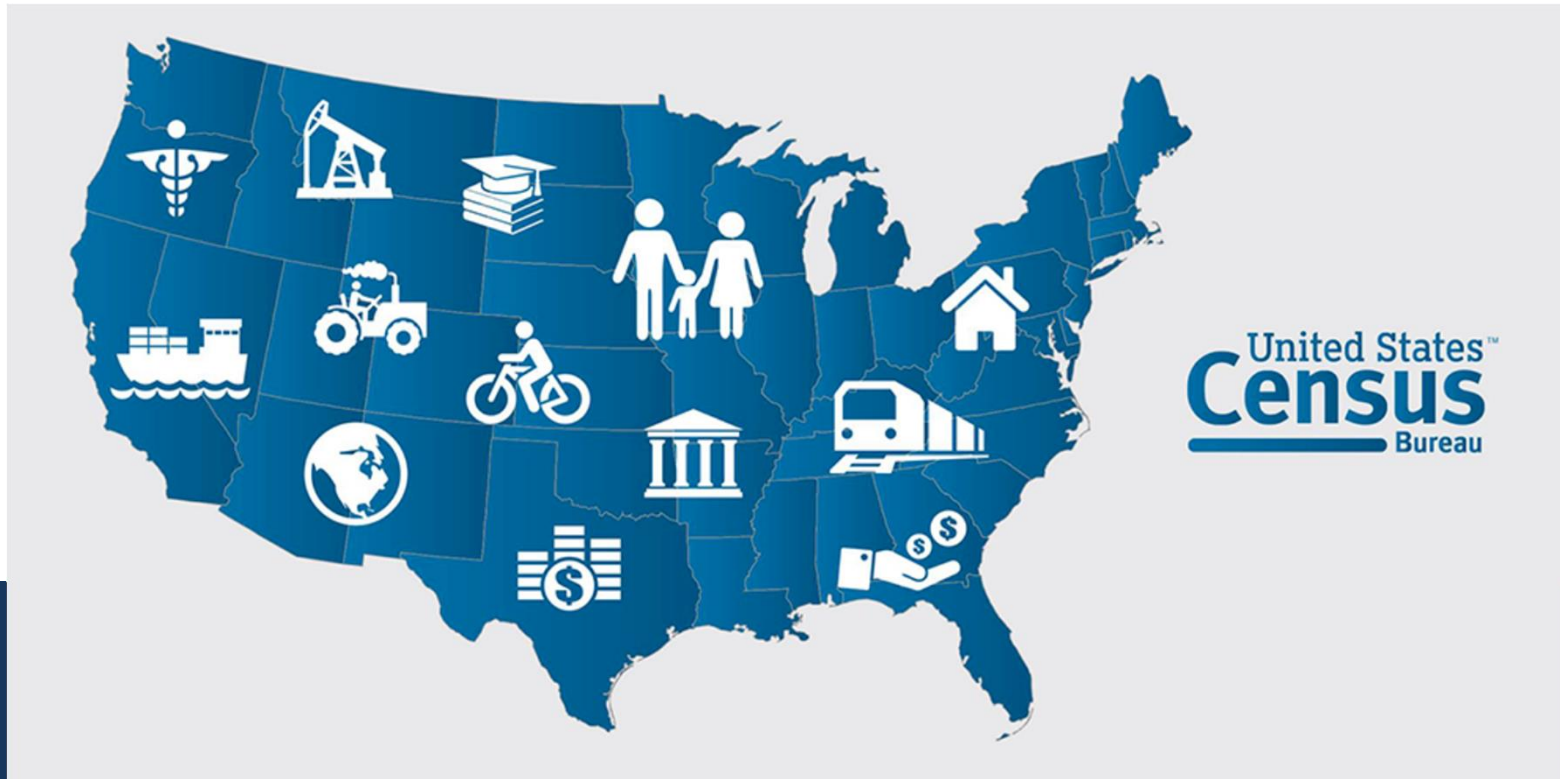 $
$
$
United States™
Census
Bureau